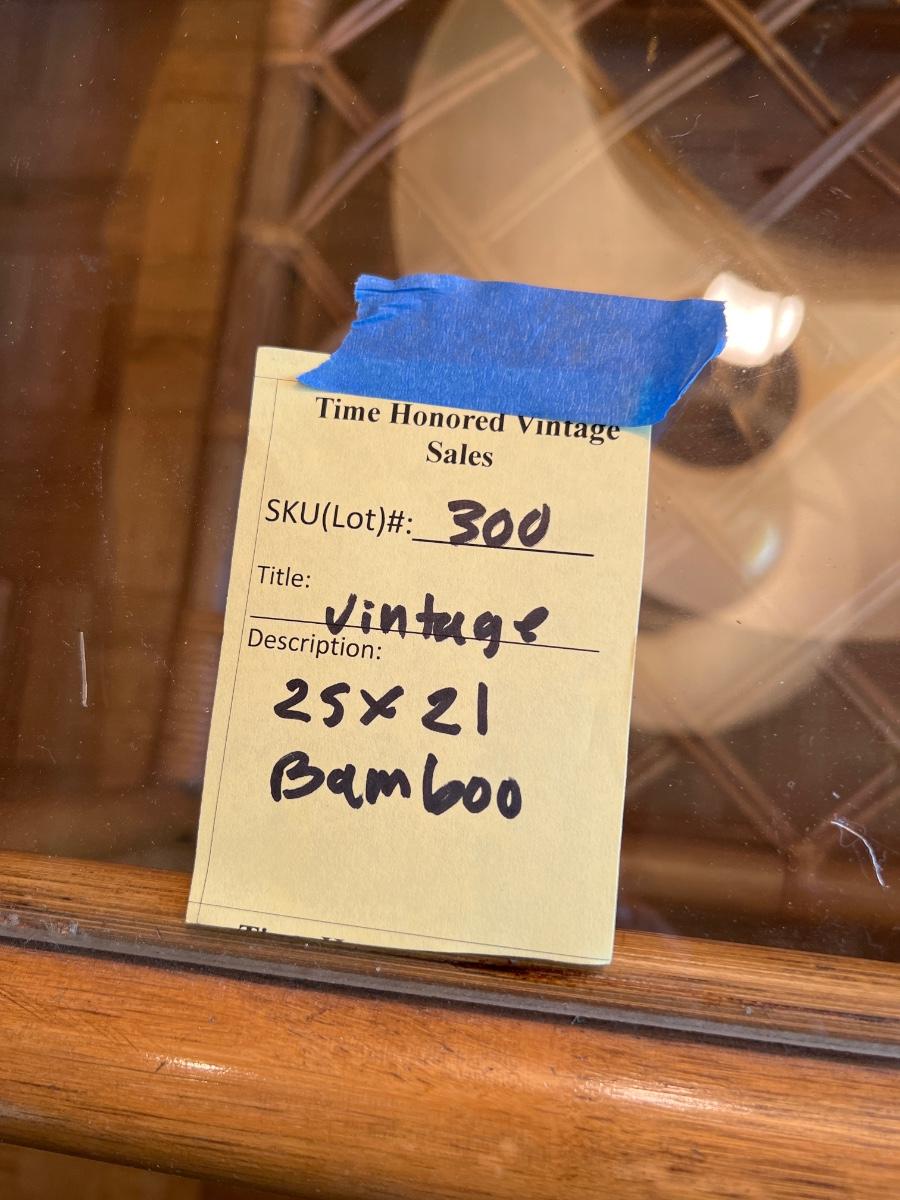 Time Honored Vintage
Sales
SKU(Lot)#: 300
Title:
vintage
Description:
25x21
Bamboo